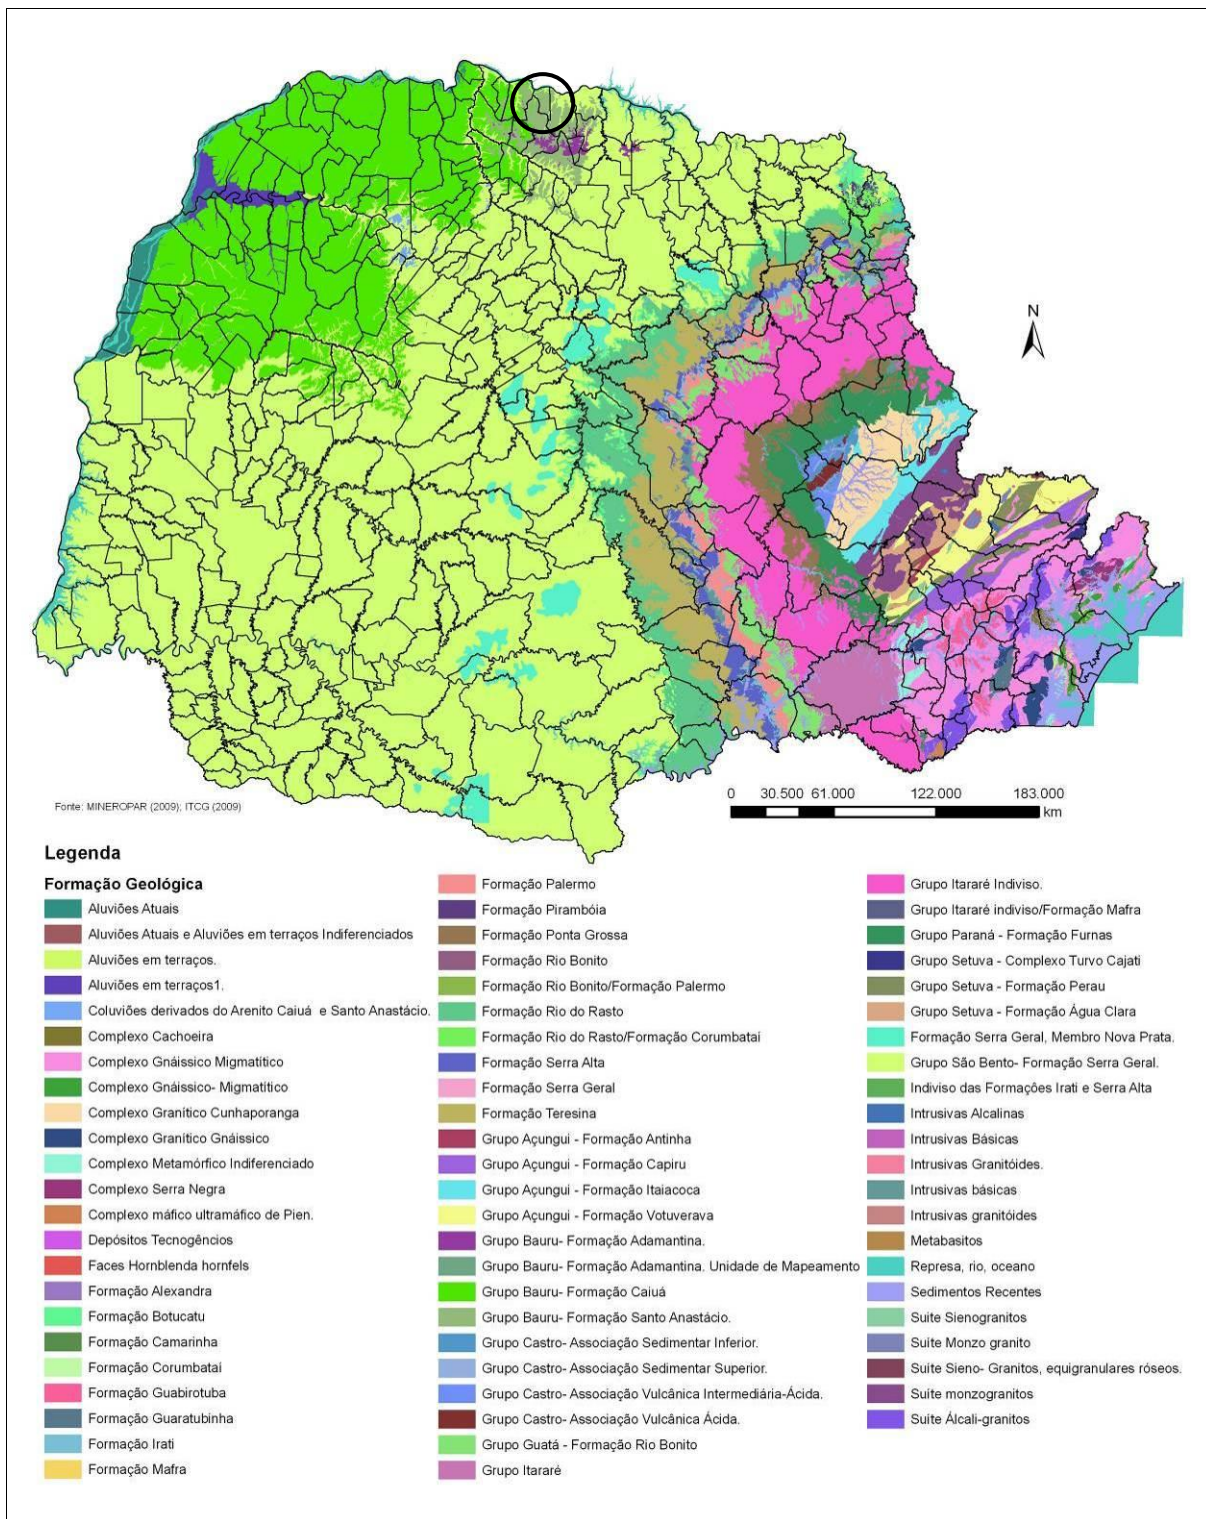 N
Fonte: MINEROPAR (2009); ITCG (2009)
0 30.500 61.000 122.000 183.000
km
Legenda
Formação Geológica
Aluviões Atuais
Aluviões Atuais e Aluviões em terraços Indiferenciados
Aluviões em terraços.
Aluviões em terraços1.
Coluviões derivados do Arenito Caiuá e Santo Anastácio.
Complexo Cachoeira
Complexo Gnáissico Migmatítico
Complexo Gnáissico- Migmatítico
Complexo Granítico Cunhaporanga
Complexo Granítico Gnáissico
Complexo Metamórfico Indiferenciado
Complexo Serra Negra
Complexo máfico ultramáfico de Pien.
Depósitos Tecnogêncios
Faces Hornblenda hornfels
Formação Alexandra
Formação Botucatu
Formação Camarinha
Formação Corumbatai
Formação Guabirotuba
Formação Guaratubinha
Formação Irati
Formação Mafra
Formação Palermo
Formação Pirambóia
Formação Ponta Grossa
Formação Rio Bonito
Formação Rio Bonito/Formação Palermo
Formação Rio do Rasto
Formação Rio do Rasto/Formação Corumbataí
Formação Serra Alta
Formação Serra Geral
Formação Teresina
Grupo Açungui - Formação Antinha
Grupo Açungui - Formação Capiru
Grupo Açungui - Formação Itaiacoca
Grupo Açungui - Formação Votuverava
Grupo Bauru- Formação Adamantina.
Grupo Bauru- Formação Adamantina. Unidade de Mapeamento
Grupo Bauru- Formação Caiuá
Grupo Bauru- Formação Santo Anastácio.
Grupo Castro- Associação Sedimentar Inferior.
Grupo Castro- Associação Sedimentar Superior.
Grupo Castro- Associação Vulcânica Intermediária-Ácida.
Grupo Castro- Associação Vulcânica Ácida.
Grupo Guatá - Formação Rio Bonito
Grupo Itararé
Grupo Itararé Indiviso.
Grupo Itararé indiviso/Formação Mafra
Grupo Paraná - Formação Furnas
Grupo Setuva - Complexo Turvo Cajati
Grupo Setuva - Formação Perau
Grupo Setuva - Formação Água Clara
Formação Serra Geral, Membro Nova Prata.
Grupo São Bento- Formação Serra Geral.
Indiviso das Formações Irati e Serra Alta
Intrusivas Alcalinas
Intrusivas Básicas
Intrusivas Granitóides.
Intrusivas básicas
Intrusivas granitóides
Metabasitos
Represa, rio, oceano
Sedimentos Recentes
Suite Sienogranitos
Suite Monzo granito
Suite Sieno- Granitos, equigranulares róseos.
Suíte monzogranitos
Suíte Álcali-granitos